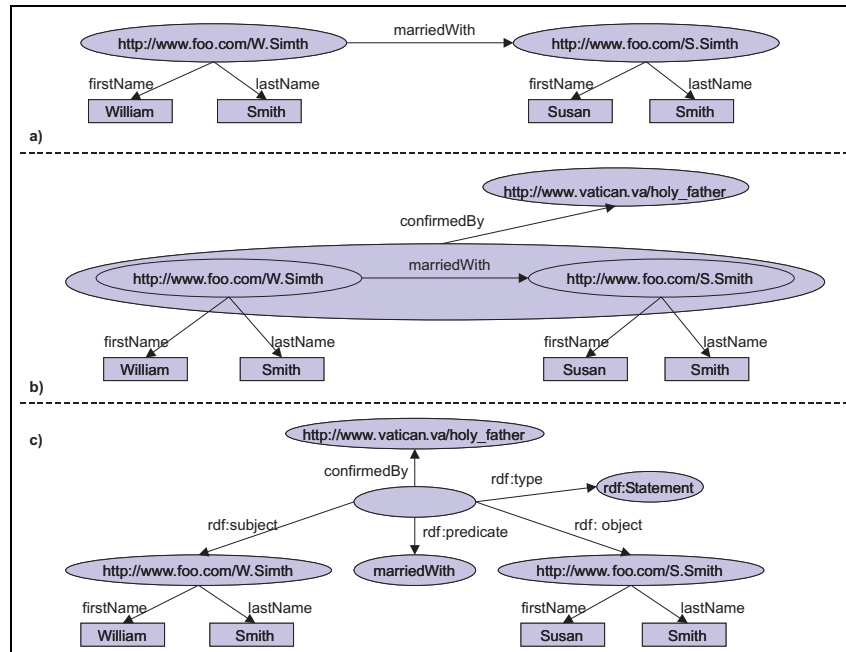 http://www.foo.com/W.Simth
marriedWith
http://www.foo.com/S.Simth
firstName
lastName
firstName
lastName
William
Smith
Susan
Smith
a)
http://www.vatican.va/holy_father
confirmedBy
http://www.foo.com/W.Simth
marriedWith
http://www.foo.com/S.Smith
firstName
lastName
firstName
lastName
William
Smith
Susan
Smith
b)
c)
http://www.vatican.va/holy_father
confirmedBy
rdf:type
rdf:Statement
rdf:subject
rdf:predicate
rdf: object
http://www.foo.com/W.Simth
marriedWith
http://www.foo.com/S.Smith
firstName
lastName
firstName
lastName
William
Smith
Susan
Smith